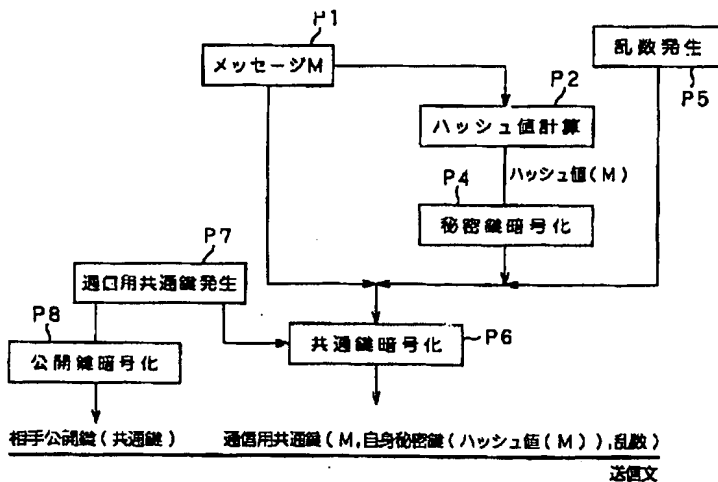 P1
メッセージM
乱数発生
P5
P2
ハッシュ値計算
ハッシュ値(M)
P4
秘密鍵暗号化
P7
通信用共通鍵発生
P8
公開鍵暗号化
共通鍵暗号化
P6
相手公開鍵(共通鍵)
通信用共通鍵(M,自身秘密鍵(ハッシュ値(M)),乱数)
送信文